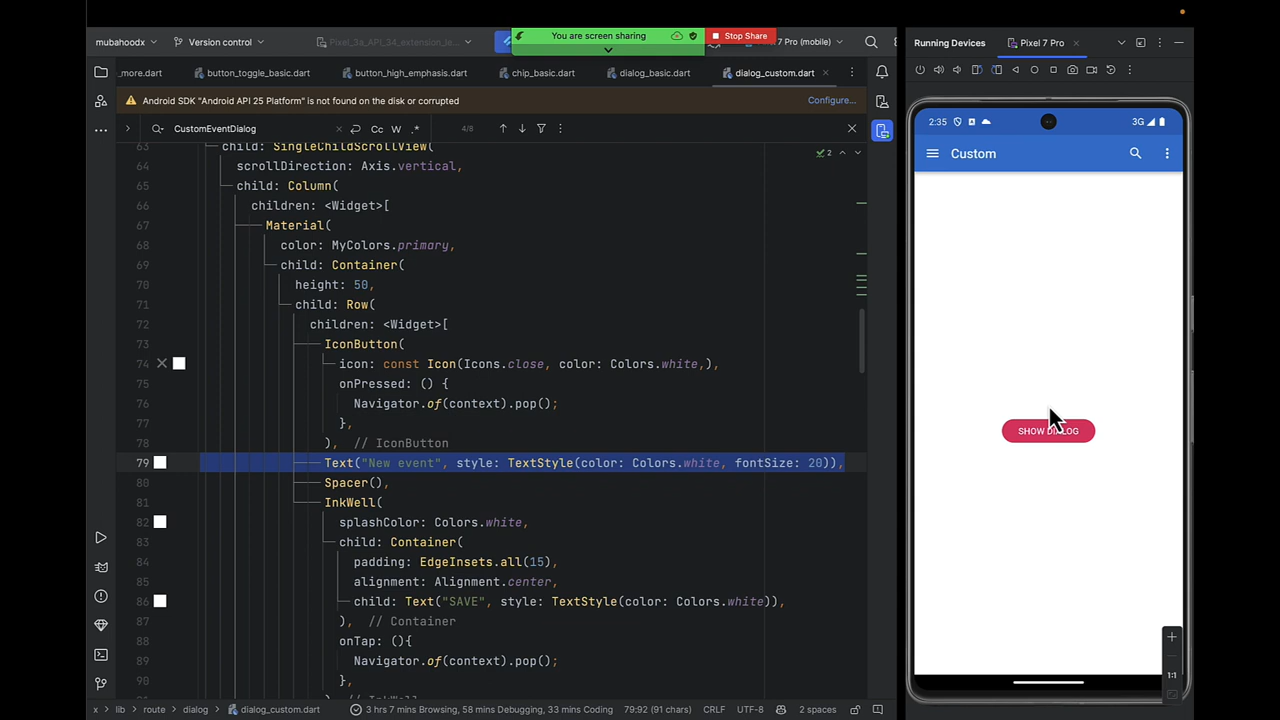 mubahoodx
Version control
Pixel_3a_API_34_extension_le...
You are screen sharing
Stop Share
7 Pro (mobile)
Running Devices
Pixel 7 Pro
_more.dart
button_toggle_basic.dart
button_high_emphasis.dart
chip_basic.dart
dialog_basic.dart
dialog_custom.dart
Android SDK "Android API 25 Platform" is not found on the disk or corrupted
Configure...
CustomEventDialog
Cc
W
.*
4/8
2
63 child: SingleChildScrollView(
64 scrollDirection: Axis.vertical,
65 child: Column(
66 children: <Widget>[
67 Material(
68 color: MyColors.primary,
69 child: Container(
70 height: 50,
71 child: Row(
72 children: <Widget>[
73 IconButton(
74 icon: const Icon(Icons.close, color: Colors.white,),
75 onPressed: () {
76 Navigator.of(context).pop();
77 },
78 ), // IconButton
79 Text("New event", style: TextStyle(color: Colors.white, fontSize: 20)),
80 Spacer(),
81 InkWell(
82 splashColor: Colors.white,
83 child: Container(
84 padding: EdgeInsets.all(15),
85 alignment: Alignment.center,
86 child: Text("SAVE", style: TextStyle(color: Colors.white)),
87 ), // Container
88 onTap: (){
89 Navigator.of(context).pop();
90 },
91 ), // InkWell
2:35
3G
Custom
SHOW DIALOG
1:1
x
lib
route
dialog
dialog_custom.dart
3 hrs 7 mins Browsing, 58 mins Debugging, 33 mins Coding
79:92 (91 chars)
CRLF
UTF-8
2 spaces